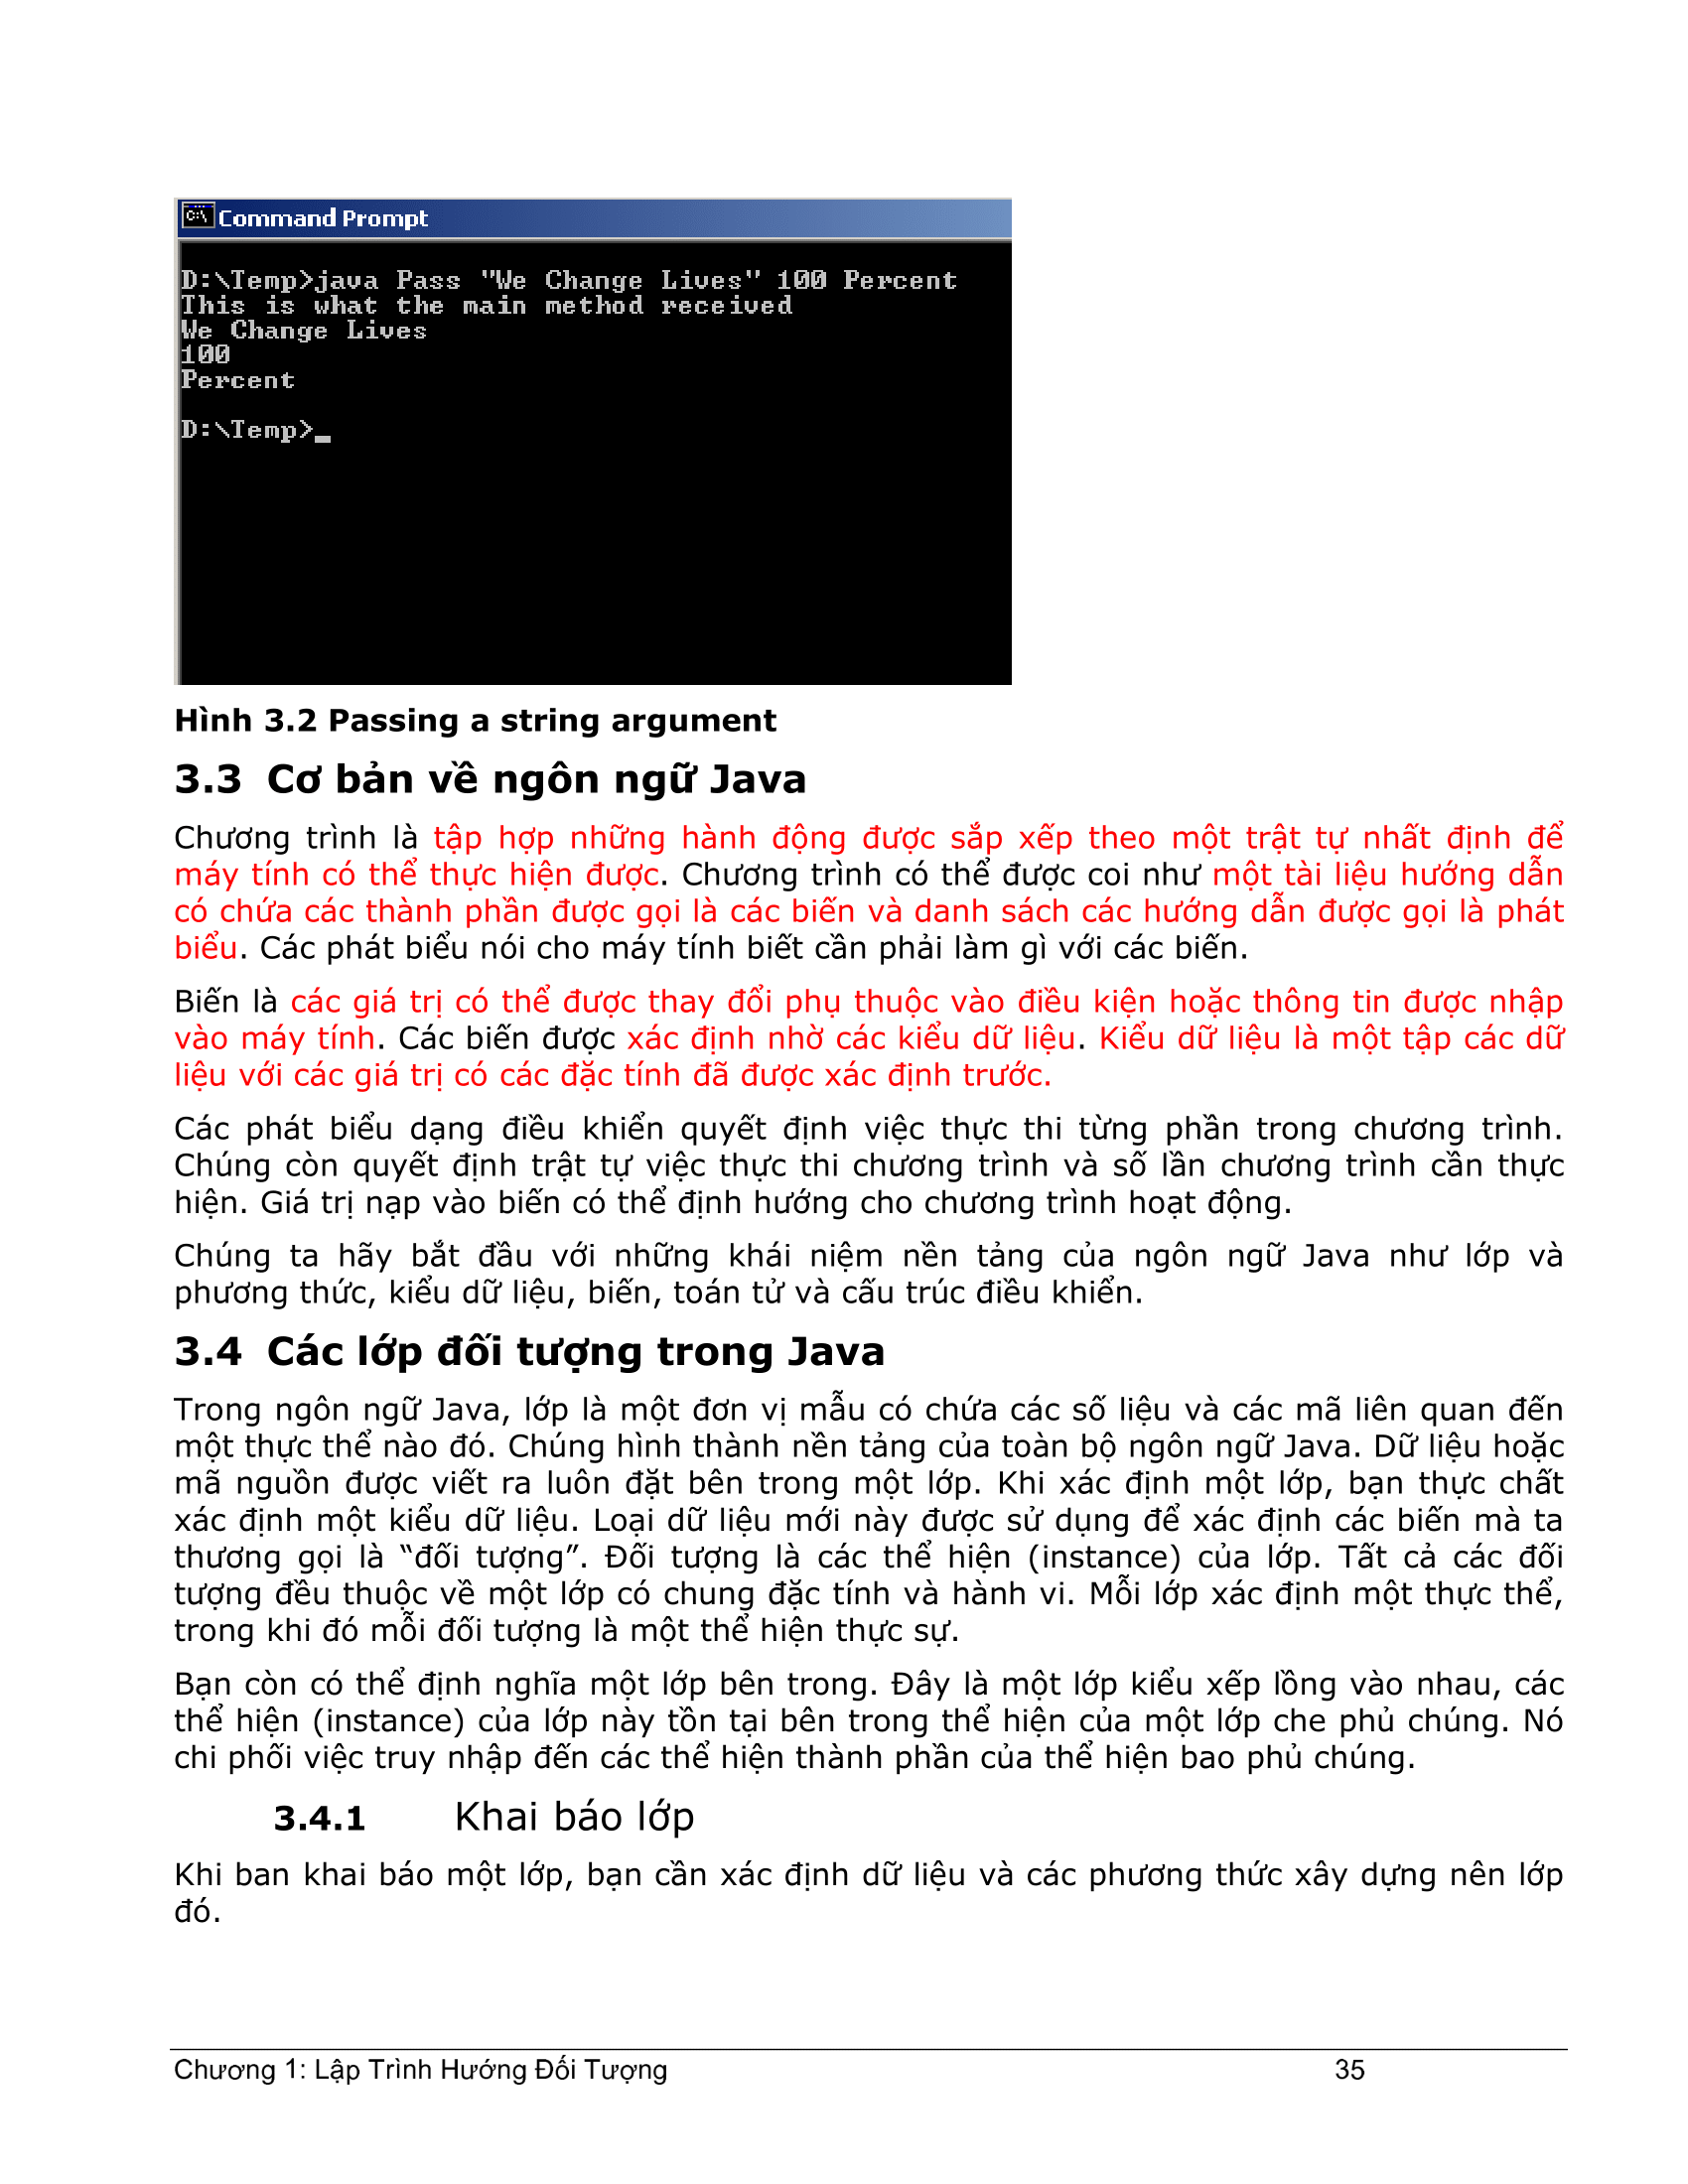 Command Prompt
D:\Temp>java Pass "We Change Lives" 100 Percent
This is what the main method received
We Change Lives
100
Percent
D:\Temp>_
Hình 3.2 Passing a string argument
3.3 Cơ bản về ngôn ngữ Java
Chương trình là tập hợp những hành động được sắp xếp theo một trật tự nhất định để
máy tính có thể thực hiện được. Chương trình có thể được coi như một tài liệu hướng dẫn
có chứa các thành phần được gọi là các biến và danh sách các hướng dẫn được gọi là phát
biểu. Các phát biểu nói cho máy tính biết cần phải làm gì với các biến.
Biến là các giá trị có thể được thay đổi phụ thuộc vào điều kiện hoặc thông tin được nhập
vào máy tính. Các biến được xác định nhờ các kiểu dữ liệu. Kiểu dữ liệu là một tập các dữ
liệu với các giá trị có các đặc tính đã được xác định trước.
Các phát biểu dạng điều khiển quyết định việc thực thi từng phần trong chương trình.
Chúng còn quyết định trật tự việc thực thi chương trình và số lần chương trình cần thực
hiện. Giá trị nạp vào biến có thể định hướng cho chương trình hoạt động.
Chúng ta hãy bắt đầu với những khái niệm nền tảng của ngôn ngữ Java như lớp và
phương thức, kiểu dữ liệu, biến, toán tử và cấu trúc điều khiển.
3.4 Các lớp đối tượng trong Java
Trong ngôn ngữ Java, lớp là một đơn vị mẫu có chứa các số liệu và các mã liên quan đến
một thực thể nào đó. Chúng hình thành nền tảng của toàn bộ ngôn ngữ Java. Dữ liệu hoặc
mã nguồn được viết ra luôn đặt bên trong một lớp. Khi xác định một lớp, bạn thực chất
xác định một kiểu dữ liệu. Loại dữ liệu mới này được sử dụng để xác định các biến mà ta
thương gọi là “đối tượng”. Đối tượng là các thể hiện (instance) của lớp. Tất cả các đối
tượng đều thuộc về một lớp có chung đặc tính và hành vi. Mỗi lớp xác định một thực thể,
trong khi đó mỗi đối tượng là một thể hiện thực sự.
Bạn còn có thể định nghĩa một lớp bên trong. Đây là một lớp kiểu xếp lồng vào nhau, các
thể hiện (instance) của lớp này tồn tại bên trong thể hiện của một lớp che phủ chúng. Nó
chi phối việc truy nhập đến các thể hiện thành phần của thể hiện bao phủ chúng.
3.4.1 Khai báo lớp
Khi ban khai báo một lớp, bạn cần xác định dữ liệu và các phương thức xây dựng nên lớp
đó.
Chương 1: Lập Trình Hướng Đối Tượng 35